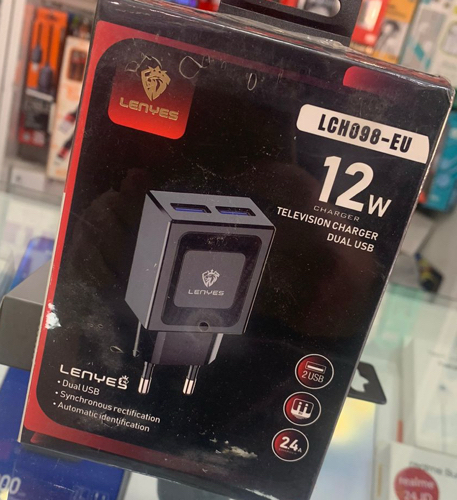 LENYES
LCH098-EU
12W
CHARGER
TELEVISION CHARGER
DUAL USB
LENYES
LENYES
• Dual USB
• Synchronous rectification
• Automatic identification
2 USB
2.4A
realme